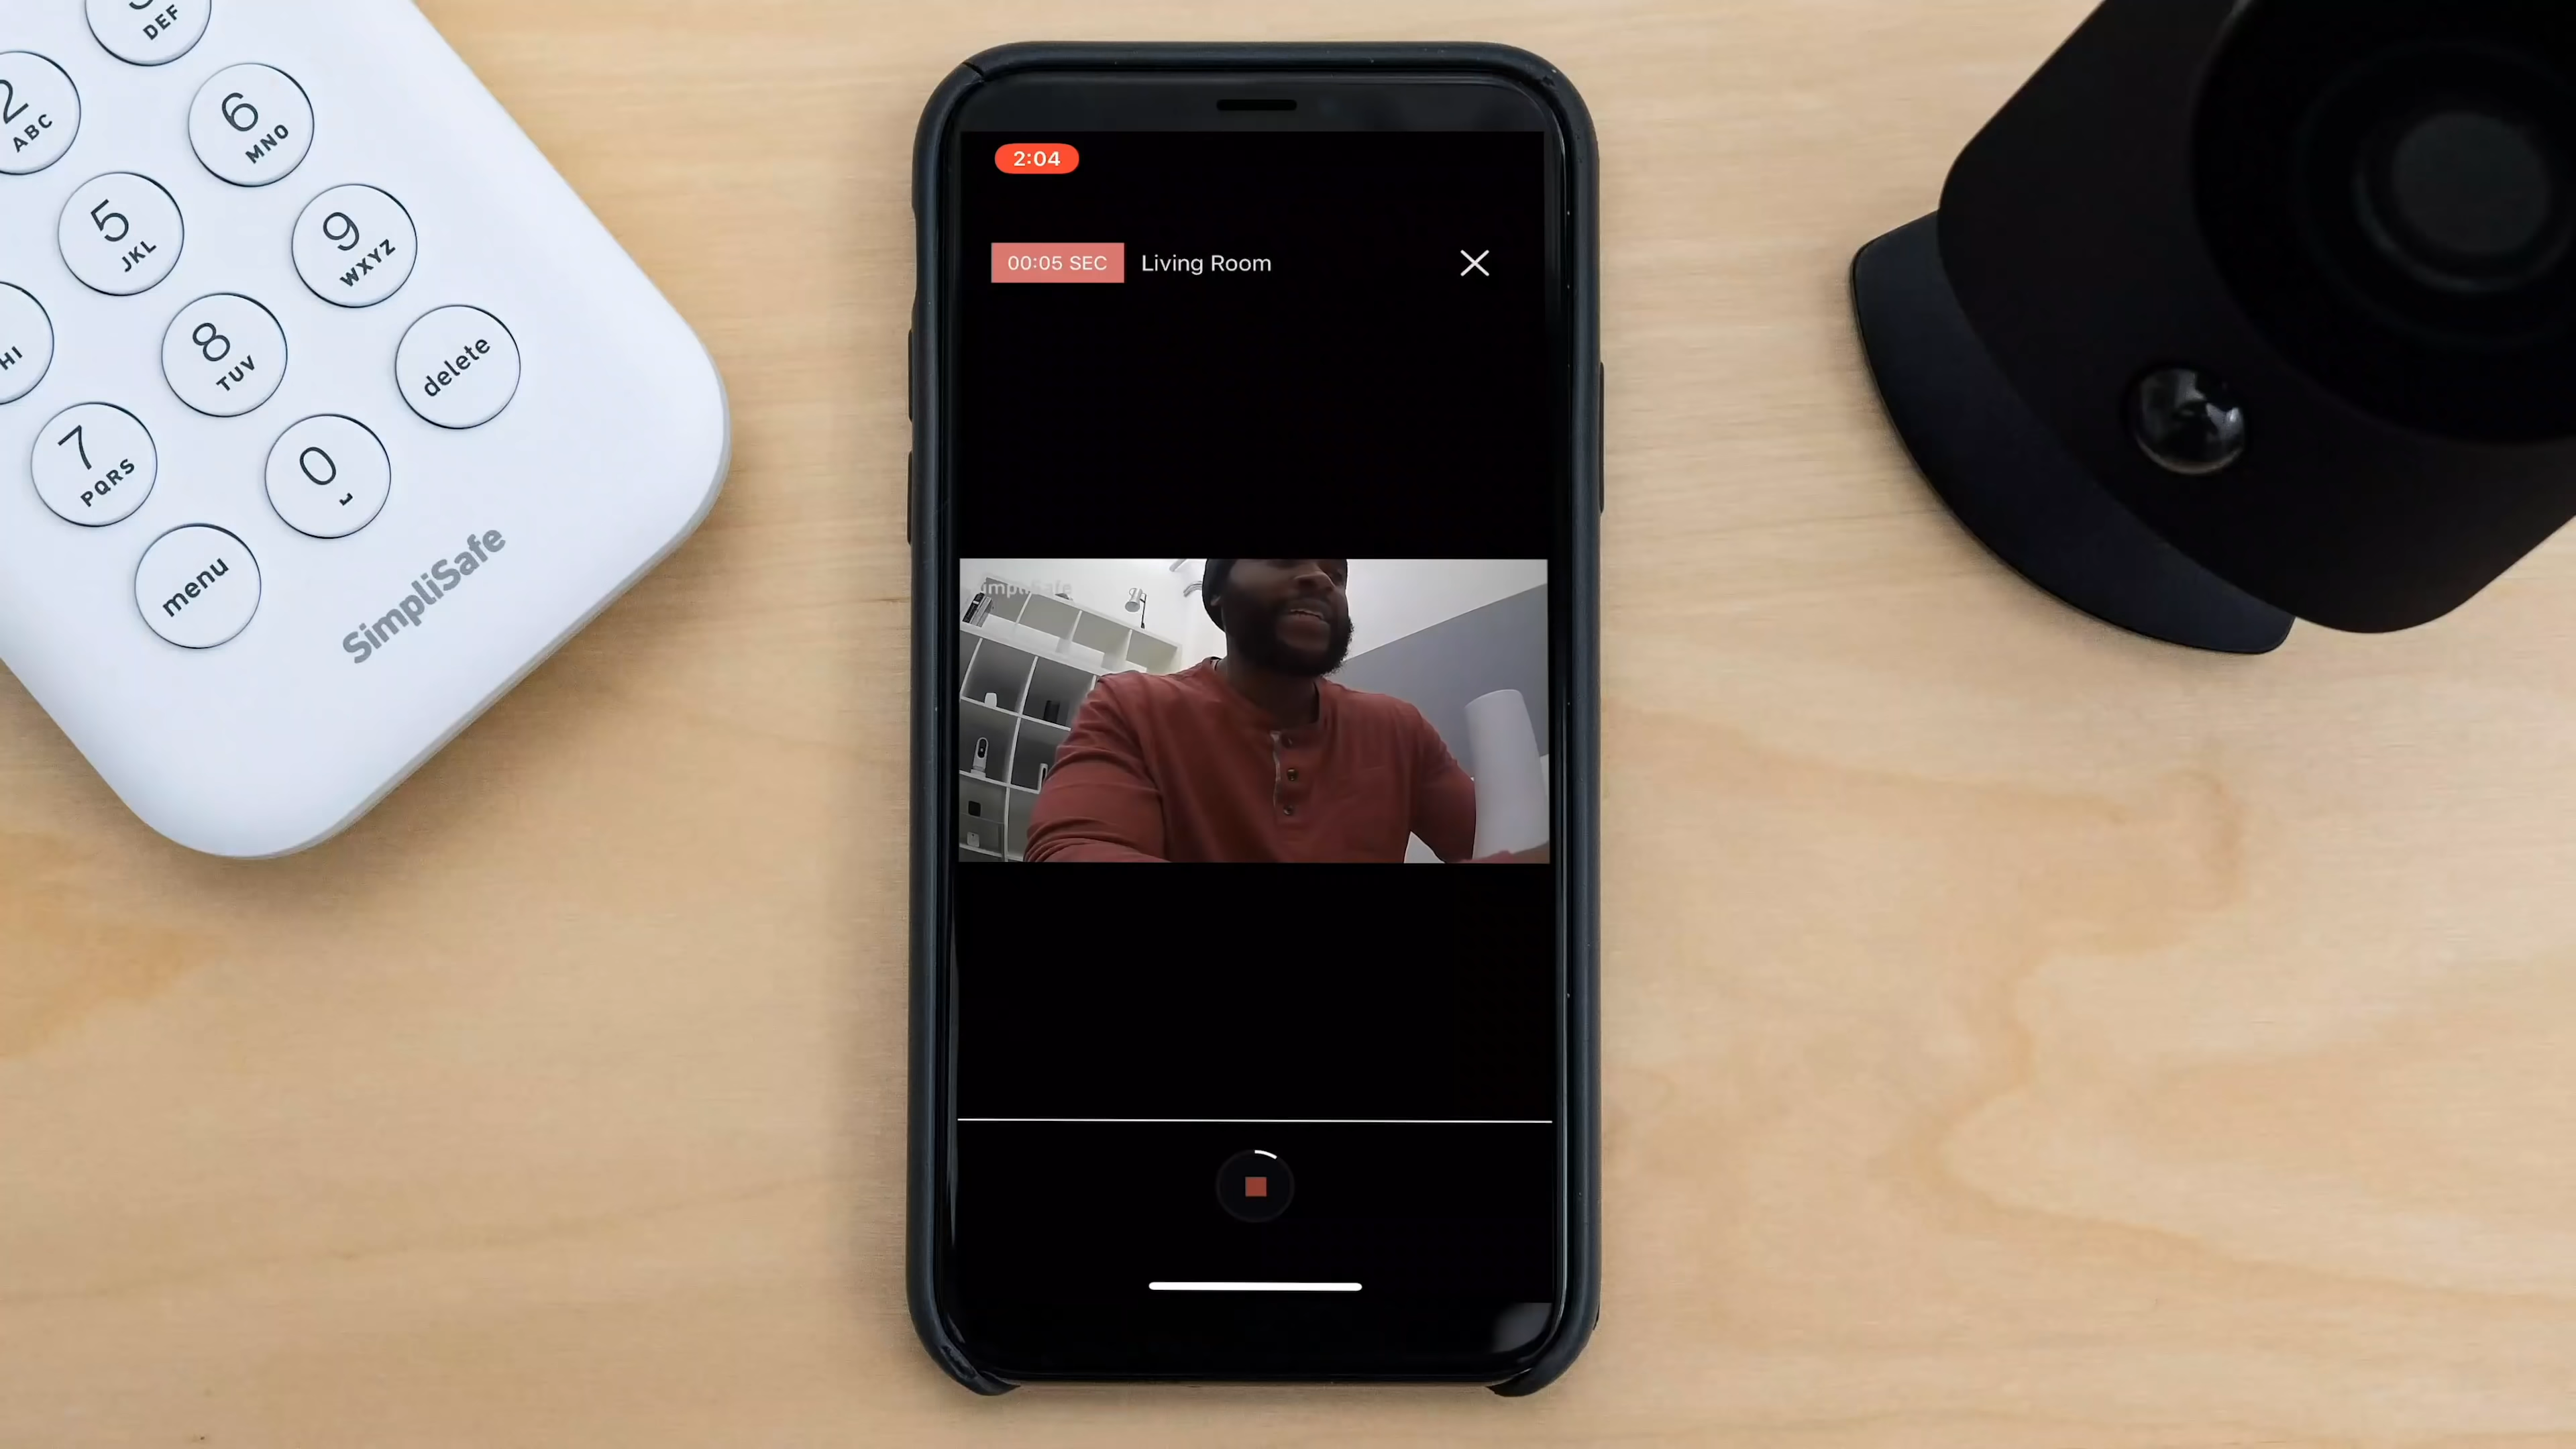 DEF
2
ABC
6
MNO
5
JKL
9
WXYZ
HI
8
TUV
delete
7
PQRS
0
menu
SimpliSafe
2:04
00:05 SEC
Living Room
impliSafe